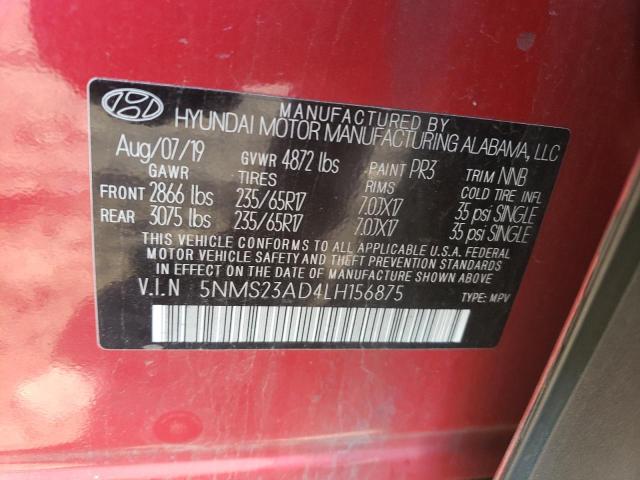 MANUFACTURED BY
HYUNDAI MOTOR MANUFACTURING ALABAMA, LLC
Aug/07/19 GVWR 4872 lbs PAINT PR3 TRIM NNB
GAWR TIRES RIMS COLD TIRE INFL
FRONT 2866 lbs 235/65R17 7.0JX17 35 psi SINGLE
REAR 3075 lbs 235/65R17 7.0JX17 35 psi SINGLE
THIS VEHICLE CONFORMS TO ALL APPLICABLE U.S.A. FEDERAL
MOTOR VEHICLE SAFETY AND THEFT PREVENTION STANDARDS
IN EFFECT ON THE DATE OF MANUFACTURE SHOWN ABOVE
V.I.N 5NMS23AD4LH156875 TYPE: MPV